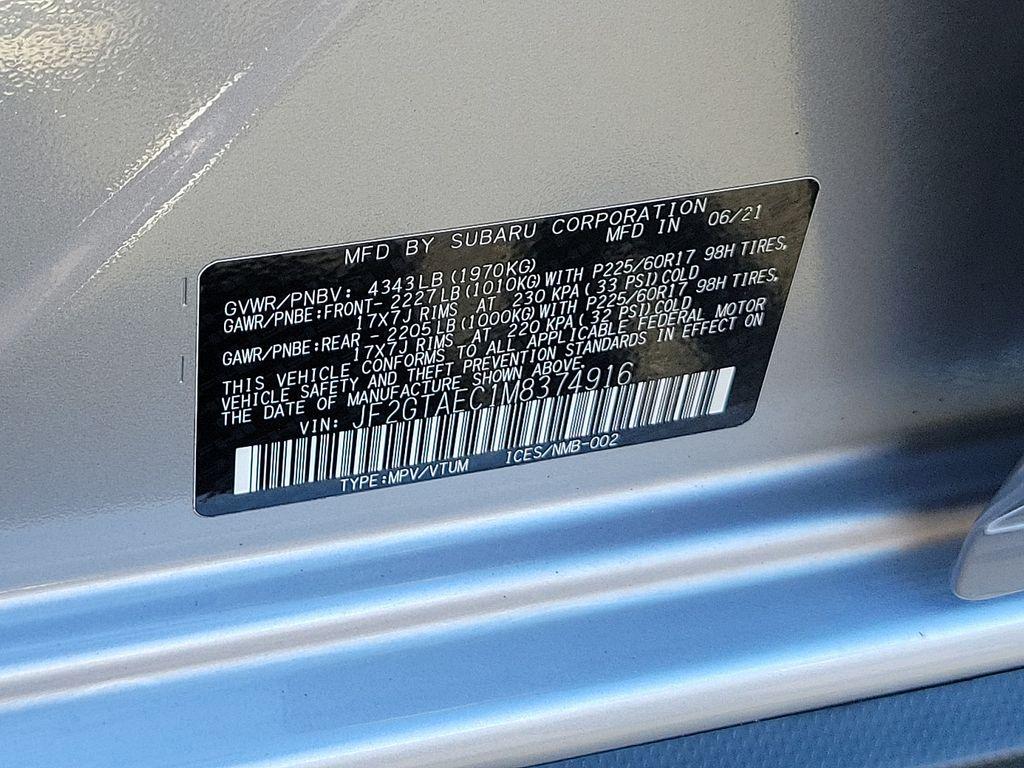 MFD BY SUBARU CORPORATION
MFD IN 06/21
GVWR/PNBV: 4343LB(1970KG)
GAWR/PNBE:FRONT- 2227LB(1010KG)WITH P225/60R17 98H TIRES,
17X7J RIMS AT 230 KPA(33 PSI)COLD
GAWR/PNBE:REAR - 2205LB(1000KG)WITH P225/60R17 98H TIRES,
17X7J RIMS AT 220 KPA(32 PSI)COLD
THIS VEHICLE CONFORMS TO ALL APPLICABLE FEDERAL MOTOR
VEHICLE SAFETY AND THEFT PREVENTION STANDARDS IN EFFECT ON
THE DATE OF MANUFACTURE SHOWN ABOVE.
VIN: JF2GTAEC1M8374916
TYPE:MPV/VTUM ICES/NMB-002